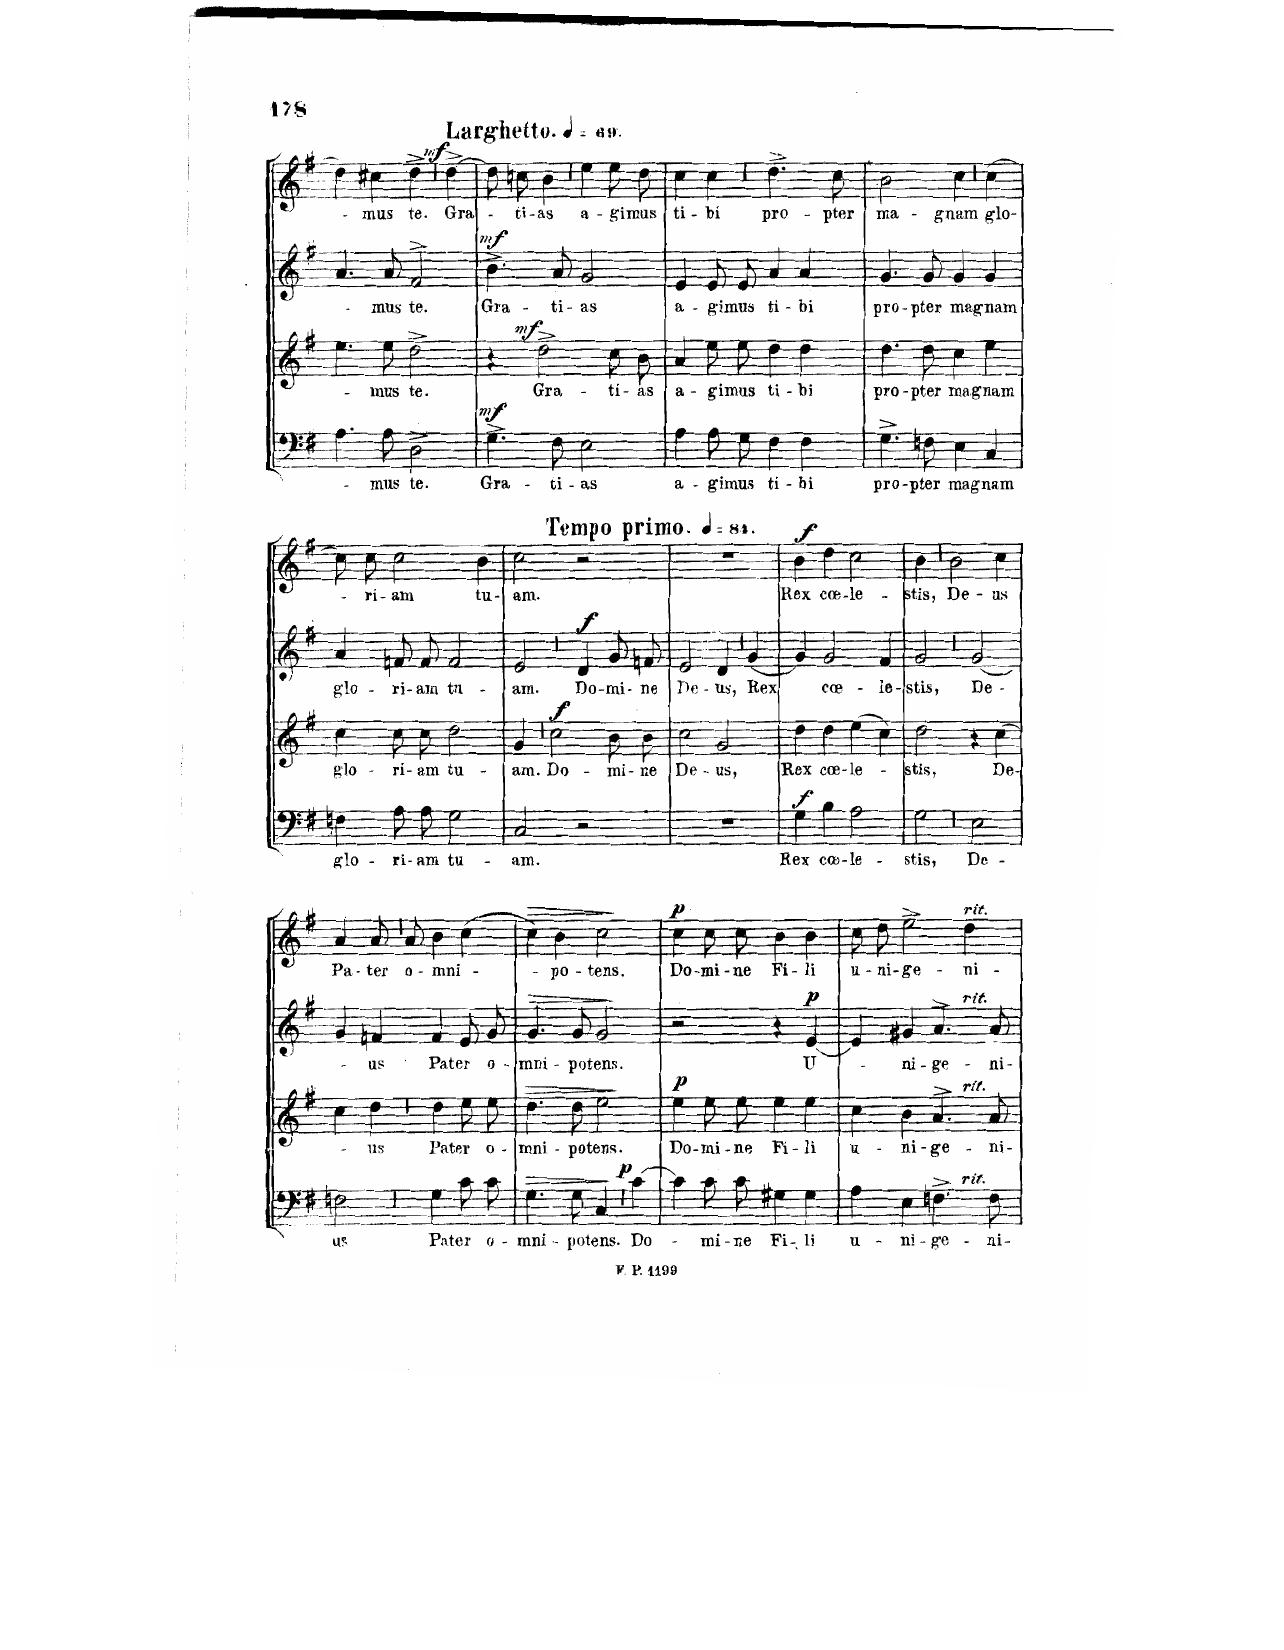 178
Larghetto. ♩ = 69.
mf
- mus te. Gra - ti - as a - gimus ti - bi pro - pter ma - gnam glo-
mf
- mus te. Gra - ti - as a - gimus ti - bi pro - pter magnam
mf
- mus te. Gra - ti - as a - gimus ti - bi pro - pter magnam
mf
- mus te. Gra - ti - as a - gimus ti - bi pro - pter magnam
Tempo primo. ♩ = 84.
f
- ri - am tu - am. Rex cœ - le - stis, De - us
f
glo - ri - am tu - am. Do - mi - ne De - us, Rex cœ - le - stis, De -
f
glo - ri - am tu - am. Do - mi - ne De - us, Rex cœ - le - stis, De-
f
glo - ri - am tu - am. Rex cœ - le - stis, De -
p rit.
Pa - ter o - mni - - po - tens. Do - mi - ne Fi - li u - ni - ge - ni -
p rit.
- us Pater o - mni - potens. U - ni - ge - ni -
p rit.
- us Pater o - mni - potens. Do - mi - ne Fi - li u - ni - ge - ni-
p rit.
us Pater o - mni - potens. Do - mi - ne Fi - li u - ni - ge - ni-
F. P. 1199